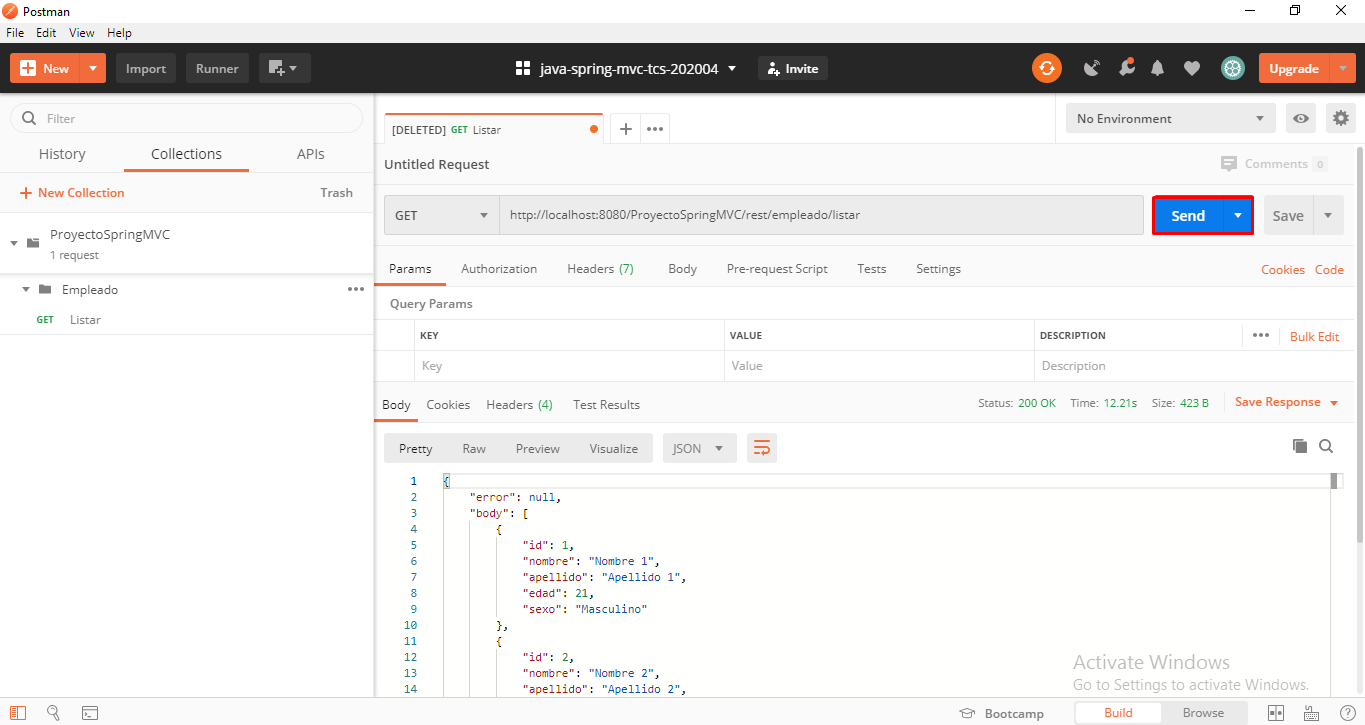 Postman
File Edit View Help
New Import Runner java-spring-mvc-tcs-202004 Invite Upgrade
Filter
History Collections APIs
New Collection Trash
ProyectoSpringMVC
1 request
Empleado
GET Listar
[DELETED] GET Listar
No Environment
Untitled Request
Comments 0
GET http://localhost:8080/ProyectoSpringMVC/rest/empleado/listar Send Save
Params Authorization Headers (7) Body Pre-request Script Tests Settings Cookies Code
Query Params
KEY VALUE DESCRIPTION Bulk Edit
Key Value Description
Body Cookies Headers (4) Test Results Status: 200 OK Time: 12.21s Size: 423 B Save Response
Pretty Raw Preview Visualize JSON
1 {
2 "error": null,
3 "body": [
4 {
5 "id": 1,
6 "nombre": "Nombre 1",
7 "apellido": "Apellido 1",
8 "edad": 21,
9 "sexo": "Masculino"
10 },
11 {
12 "id": 2,
13 "nombre": "Nombre 2",
14 "apellido": "Apellido 2",
Activate Windows
Go to Settings to activate Windows.
Bootcamp Build Browse